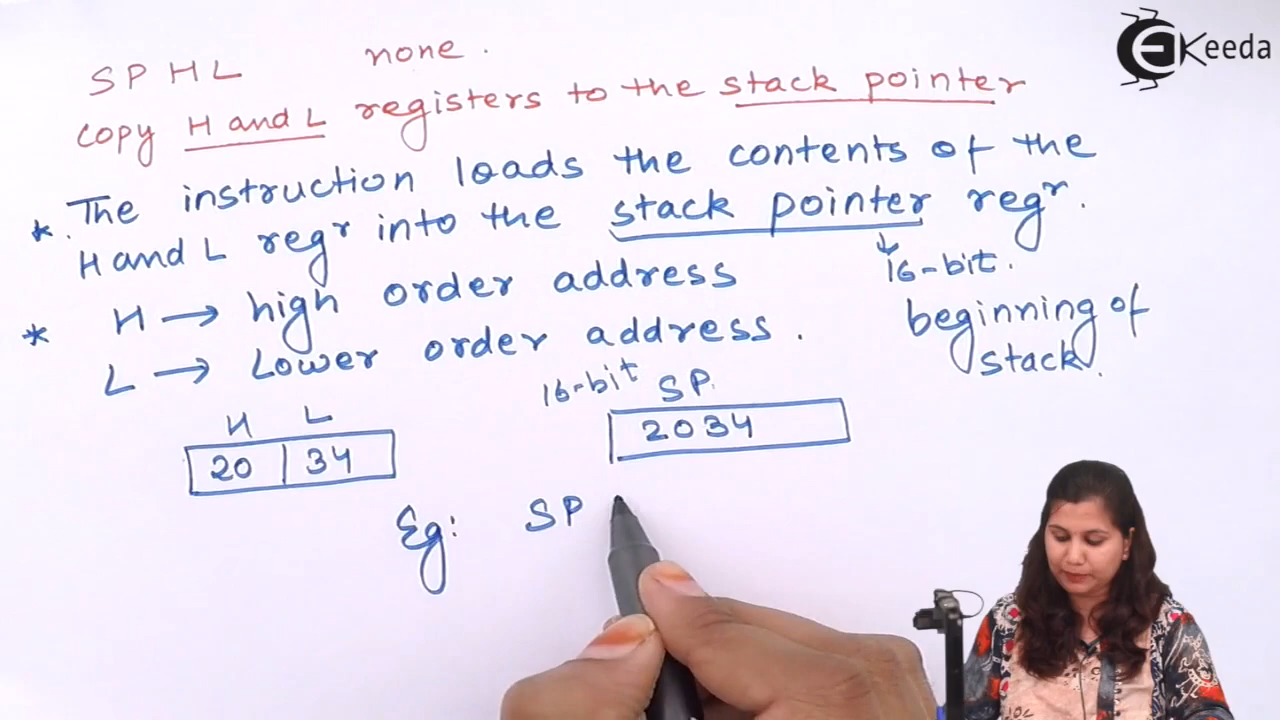 SPHL none.
copy H and L registers to the stack pointer
* The instruction loads the contents of the
H and L regr into the stack pointer regr.
16-bit.
* H → high order address
L → Lower order address.
beginning of
stack.
H L
20 34
16-bit SP.
2034
Eg: SP
EKeeda